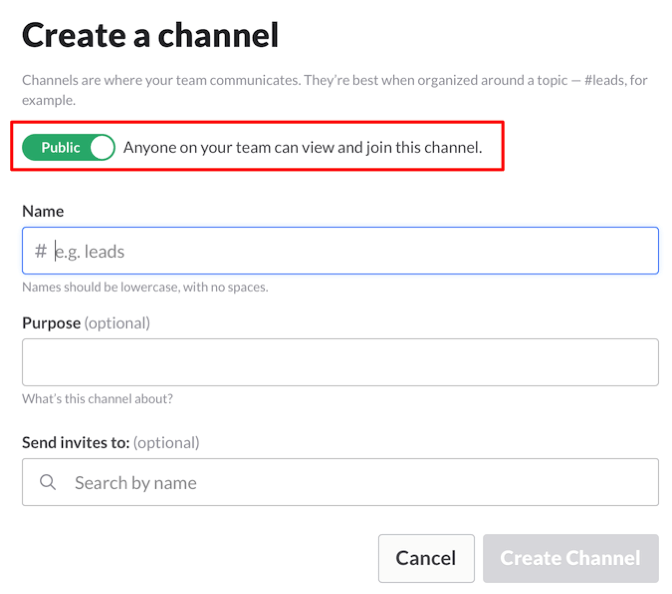 Create a channel
Channels are where your team communicates. They're best when organized around a topic — #leads, for
example.
Public Anyone on your team can view and join this channel.
Name
# e.g. leads
Names should be lowercase, with no spaces.
Purpose (optional)
What's this channel about?
Send invites to: (optional)
Search by name
Cancel Create Channel